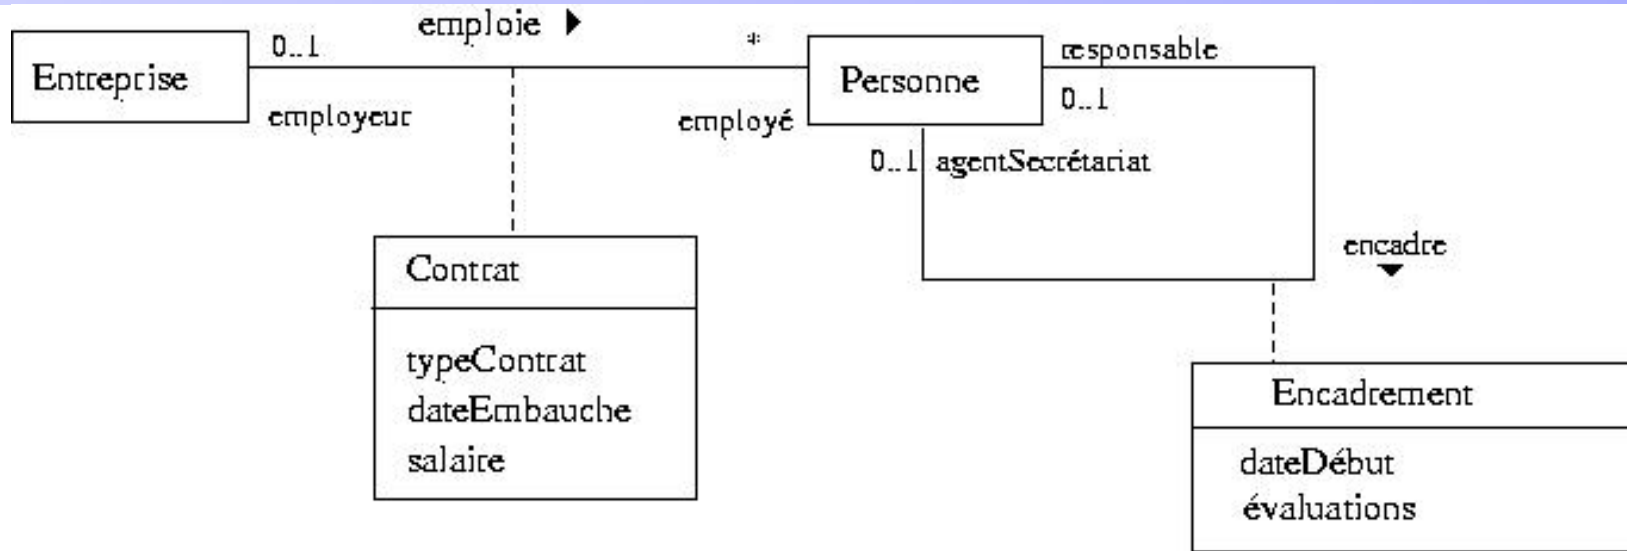 emploie
0..1
*
Entreprise
employeur
employé
Personne
responsable
0..1
0..1 agentSecrétariat
encadre
Contrat
typeContrat
dateEmbauche
salaire
Encadrement
dateDébut
évaluations